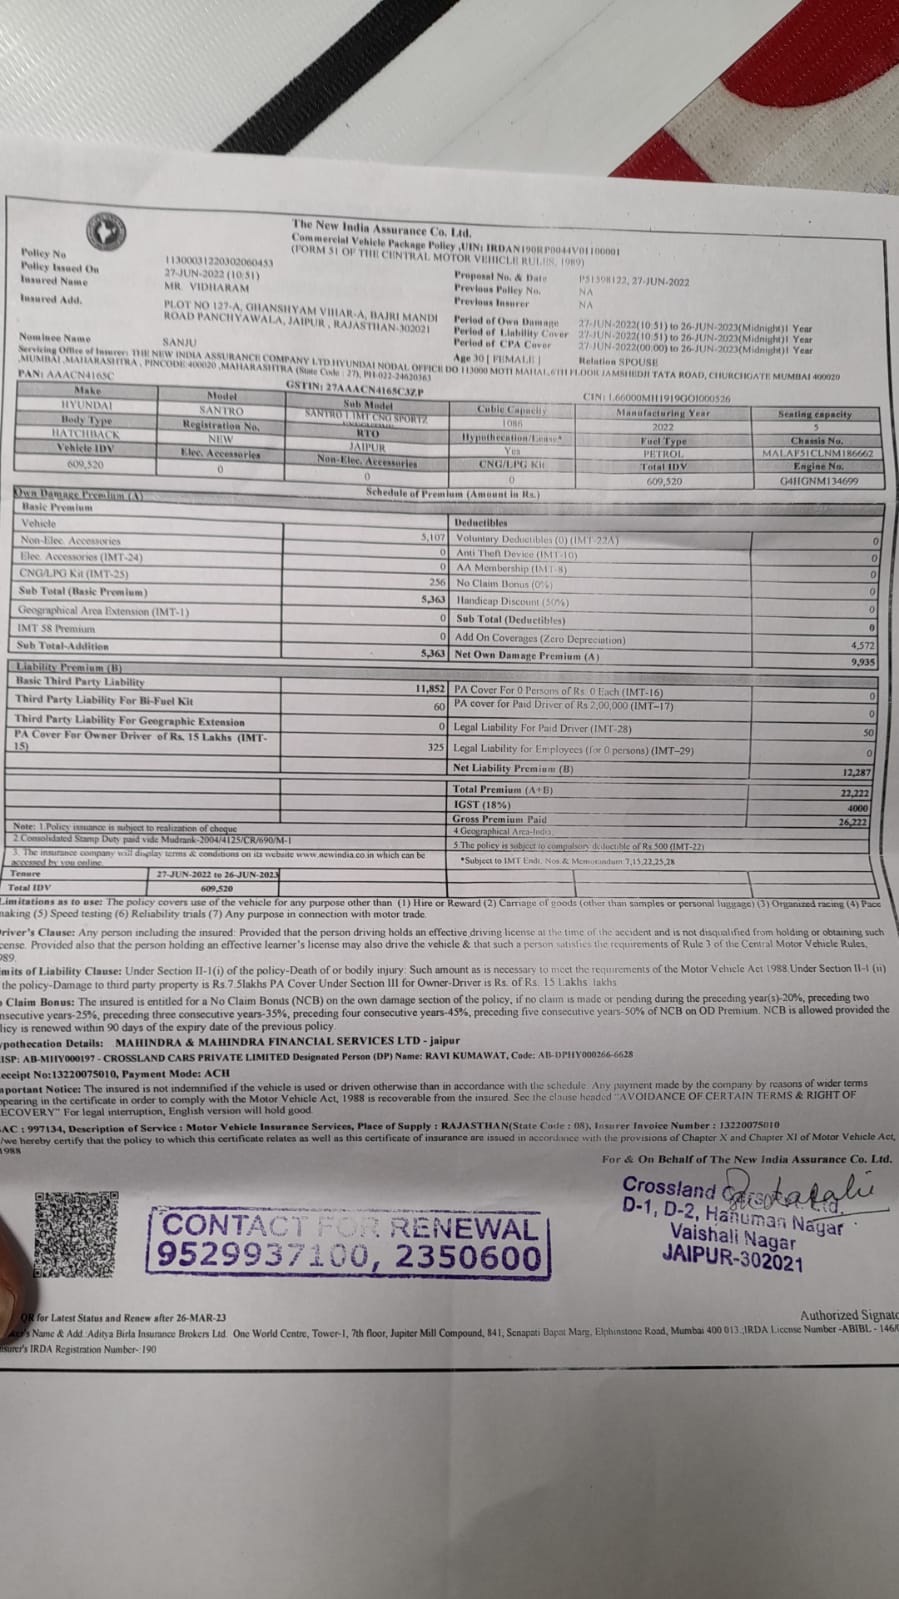 The New India Assurance Co. Ltd.
Commercial Vehicle Package Policy ,UIN: IRDAN190RP0044V01100001
(FORM 51 OF THE CENTRAL MOTOR VEHICLE RULES, 1989)
Policy No 11300031220302060453
Policy Issued On 27-JUN-2022 (10:51) Proposal No. & Date P51598122, 27-JUN-2022
Insured Name MR. VIDHARAM Previous Policy No. NA
Previous Insurer NA
Insured Add. PLOT NO 127-A, GHANSHYAM VIHAR-A, BAJRI MANDI
ROAD PANCHYAWALA, JAIPUR , RAJASTHAN-302021
Period of Own Damage 27-JUN-2022(10:51) to 26-JUN-2023(Midnight)1 Year
Period of Liability Cover 27-JUN-2022(10:51) to 26-JUN-2023(Midnight)1 Year
Period of CPA Cover 27-JUN-2022(00:00) to 26-JUN-2023(Midnight)1 Year
Nominee Name SANJU Age 30 [ FEMALE ] Relation SPOUSE
Servicing Office of Insurer: THE NEW INDIA ASSURANCE COMPANY LTD HYUNDAI NODAL OFFICE DO 113000 MOTI MAHAL,6TH FLOOR JAMSHEDJI TATA ROAD, CHURCHGATE MUMBAI 400020
,MUMBAI ,MAHARASHTRA , PINCODE 400020 ,MAHARASHTRA (State Code : 27), PH-022-24620363
PAN: AAACN4165C GSTIN: 27AAACN4165C3ZP CIN:
Make Model Sub Model Cubic Capacity Manufacturing Year Seating capacity
HYUNDAI SANTRO SANTRO 1.1MT CNG SPORTZ 1086 2022 5
Body Type Registration No. RTO Hypothecation/Lease* Fuel Type Chassis No.
HATCHBACK NEW JAIPUR Yes PETROL MALAF51CLNM186662
Vehicle IDV Elec. Accessories Non-Elec. Accessories CNG/LPG Kit Total IDV Engine No.
609,520 0 0 0 609,520 G4HGNM134699
Schedule of Premium (Amount in Rs.)
Own Damage Premium (A)
Basic Premium
Vehicle 5,107 Deductibles
Non-Elec. Accessories 0 Voluntary Deductibles (0) (IMT-22A) 0
Elec. Accessories (IMT-24) 0 Anti Theft Device (IMT-10) 0
CNG/LPG Kit (IMT-25) 256 AA Membership (IMT-8) 0
Sub Total (Basic Premium) 5,363 No Claim Bonus (0%) 0
Geographical Area Extension (IMT-1) 0 Handicap Discount (50%) 0
IMT 58 Premium 0 Sub Total (Deductibles) 0
Sub Total-Addition 5,363 Add On Coverages (Zero Depreciation) 4,572
Net Own Damage Premium (A) 9,935
Liability Premium (B)
Basic Third Party Liability 11,852 PA Cover For 0 Persons of Rs. 0 Each (IMT-16) 0
Third Party Liability For Bi-Fuel Kit 60 PA cover for Paid Driver of Rs 2,00,000 (IMT-17) 0
Third Party Liability For Geographic Extension 0 Legal Liability For Paid Driver (IMT-28) 50
PA Cover For Owner Driver of Rs. 15 Lakhs (IMT-
15) 325 Legal Liability for Employees (for 0 persons) (IMT-29) 0
Net Liability Premium (B) 12,287
Total Premium (A+B) 22,222
IGST (18%) 4000
Gross Premium Paid 26,222
Note: 1.Policy issuance is subject to realization of cheque 4.Geographical Area-India.
2.Consolidated Stamp Duty paid vide Mudrank-2004/4125/CR/690/M-1 5.The policy is subject to compulsory deductible of Rs.500 (IMT-22)
3. The insurance company will display terms & conditions on its website www.newindia.co.in which can be
accessed by you online. *Subject to IMT Endt. Nos.& Memorandum 7,15,22,25,28
Tenure 27-JUN-2022 to 26-JUN-2023
Total IDV 609,520
Limitations as to use: The policy covers use of the vehicle for any purpose other than (1) Hire or Reward (2) Carriage of goods (other than samples or personal luggage) (3) Organized racing (4) Pace
naking (5) Speed testing (6) Reliability trials (7) Any purpose in connection with motor trade.
river's Clause: Any person including the insured: Provided that the person driving holds an effective driving license at the time of the accident and is not disqualified from holding or obtaining such
cense. Provided also that the person holding an effective learner's license may also drive the vehicle & that such a person satisfies the requirements of Rule 3 of the Central Motor Vehicle Rules,
989.
mits of Liability Clause: Under Section II-1(i) of the policy-Death of or bodily injury: Such amount as is necessary to meet the requirements of the Motor Vehicle Act 1988.Under Section II-1 (ii)
the policy-Damage to third party property is Rs.7.5lakhs PA Cover Under Section III for Owner-Driver is Rs. of Rs. 15 Lakhs lakhs
o Claim Bonus: The insured is entitled for a No Claim Bonus (NCB) on the own damage section of the policy, if no claim is made or pending during the preceding year(s)-20%, preceding two
nsecutive years-25%, preceding three consecutive years-35%, preceding four consecutive years-45%, preceding five consecutive years-50% of NCB on OD Premium. NCB is allowed provided the
licy is renewed within 90 days of the expiry date of the previous policy.
ypothecation Details: MAHINDRA & MAHINDRA FINANCIAL SERVICES LTD - jaipur
ISP: AB-MHY000197 - CROSSLAND CARS PRIVATE LIMITED Designated Person (DP) Name: RAVI KUMAWAT, Code: AB-DPHY000266-6628
eceipt No:13220075010, Payment Mode: ACH
nportant Notice: The insured is not indemnified if the vehicle is used or driven otherwise than in accordance with the schedule. Any payment made by the company by reasons of wider terms
ppearing in the certificate in order to comply with the Motor Vehicle Act, 1988 is recoverable from the insured. See the clause headed "AVOIDANCE OF CERTAIN TERMS & RIGHT OF
ECOVERY" For legal interruption, English version will hold good.
AC : 997134, Description of Service : Motor Vehicle Insurance Services, Place of Supply : RAJASTHAN(State Code : 08), Insurer Invoice Number : 13220075010
/we hereby certify that the policy to which this certificate relates as well as this certificate of insurance are issued in accordance with the provisions of Chapter X and Chapter XI of Motor Vehicle Act,
1988
For & On Behalf of The New India Assurance Co. Ltd.
Crossland Ltd.
D-1, D-2, Hanuman Nagar
Vaishali Nagar
JAIPUR-302021
CONTACT FOR RENEWAL
9529937100, 2350600
QR for Latest Status and Renew after 26-MAR-23 Authorized Signato
Name & Add :Aditya Birla Insurance Brokers Ltd. One World Centre, Tower-1, 7th floor, Jupiter Mill Compound, 841, Senapati Bapat Marg, Elphinstone Road, Mumbai 400 013 ,IRDA License Number -ABIBL - 146/
nsurer's IRDA Registration Number-:190